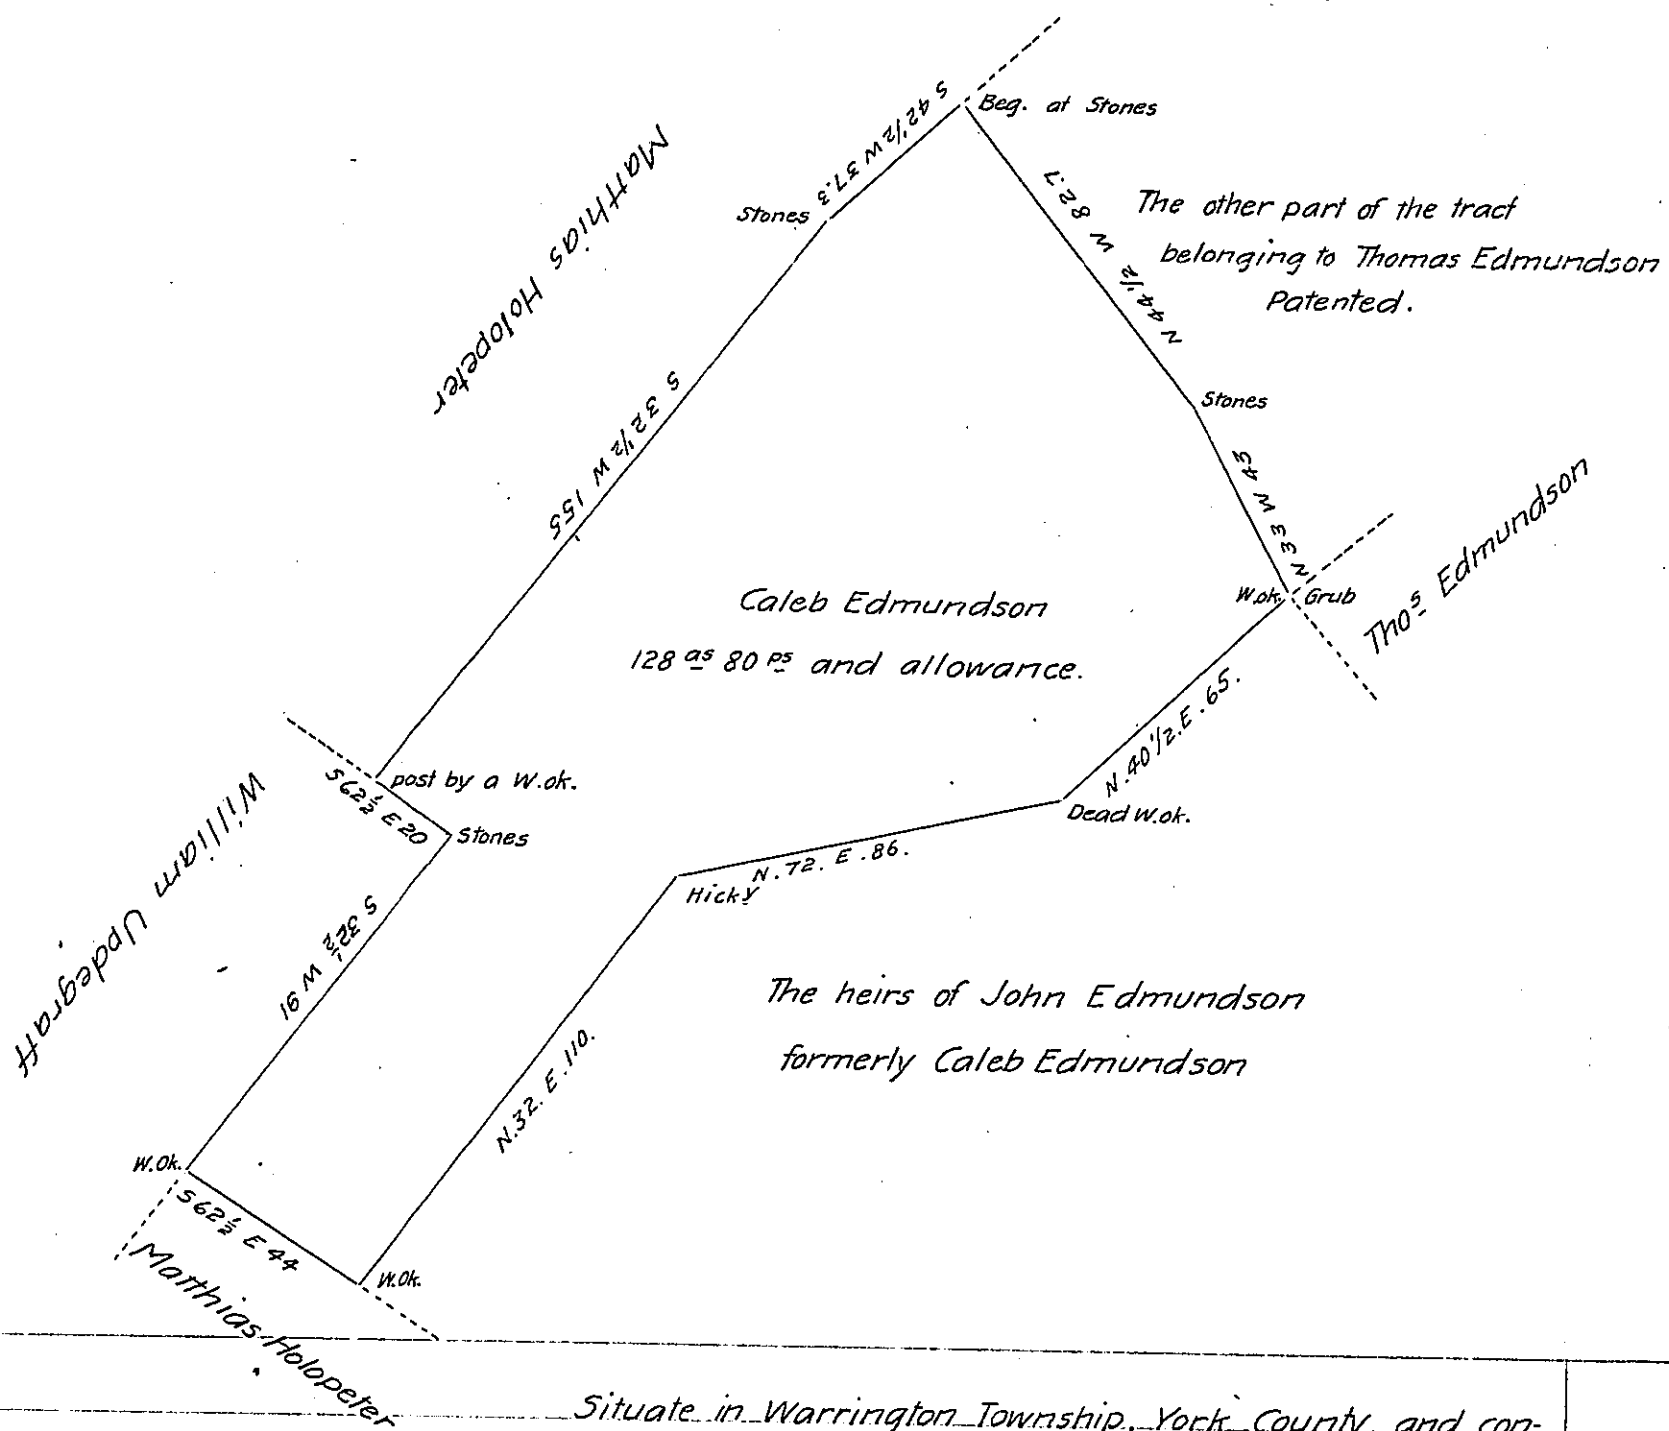 Beg. at Stones
S 42½ W 37.3
Stones
Matthias Holopeter
N 44½ W 82.7
The other part of the tract
belonging to Thomas Edmundson
Patented.
S 32½ W 155
Stones
N 33 W 43
W.ok. Grub
Thos Edmundson
Caleb Edmundson
128 as 80 ps and allowance.
N.40½.E.65.
post by a W.ok.
S 62½ E 20
Stones
William Updegraff
Dead W.ok.
N.72. E.86.
Hicky
S 32½ W 91
The heirs of John Edmundson
formerly Caleb Edmundson
N.32. E.110.
W.Ok.
S 62½ E 44
W.Ok.
Matthias Holopeter
Situate in Warrington Township, York County, and con-